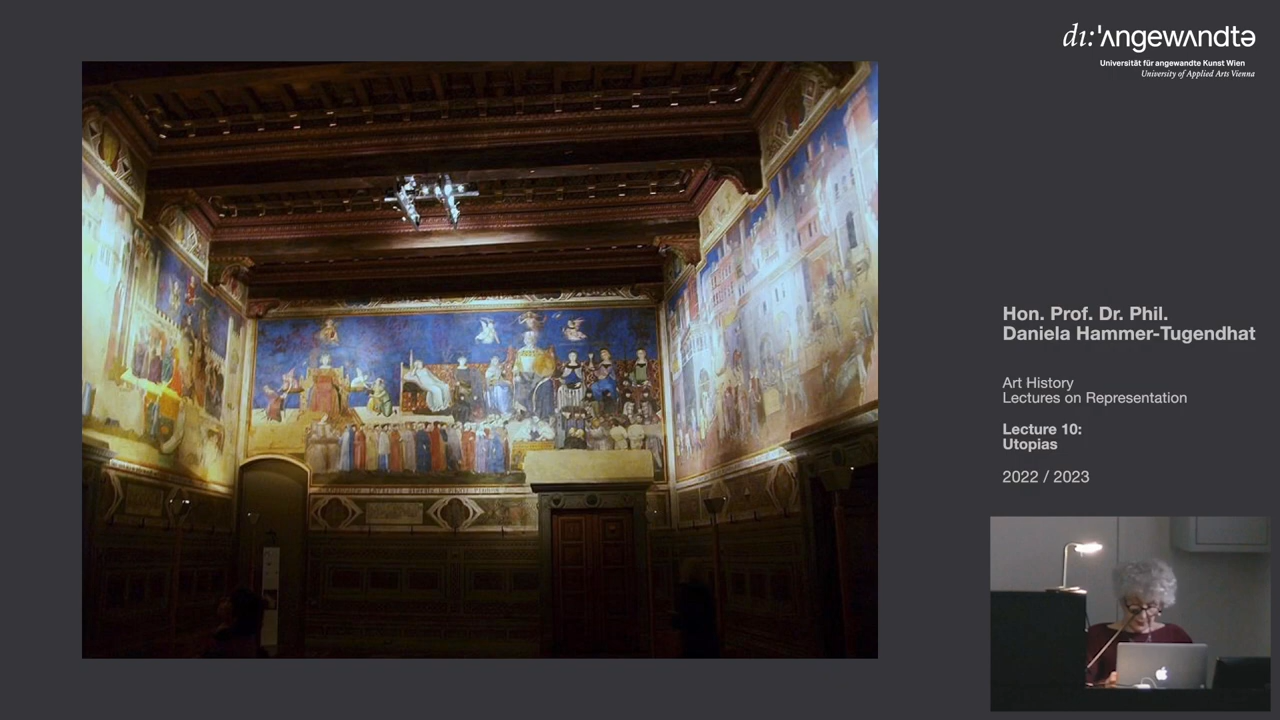 dı:'ʌngewʌndtə
Universität für angewandte Kunst Wien
University of Applied Arts Vienna
Hon. Prof. Dr. Phil.
Daniela Hammer-Tugendhat
Art History
Lectures on Representation
Lecture 10:
Utopias
2022 / 2023